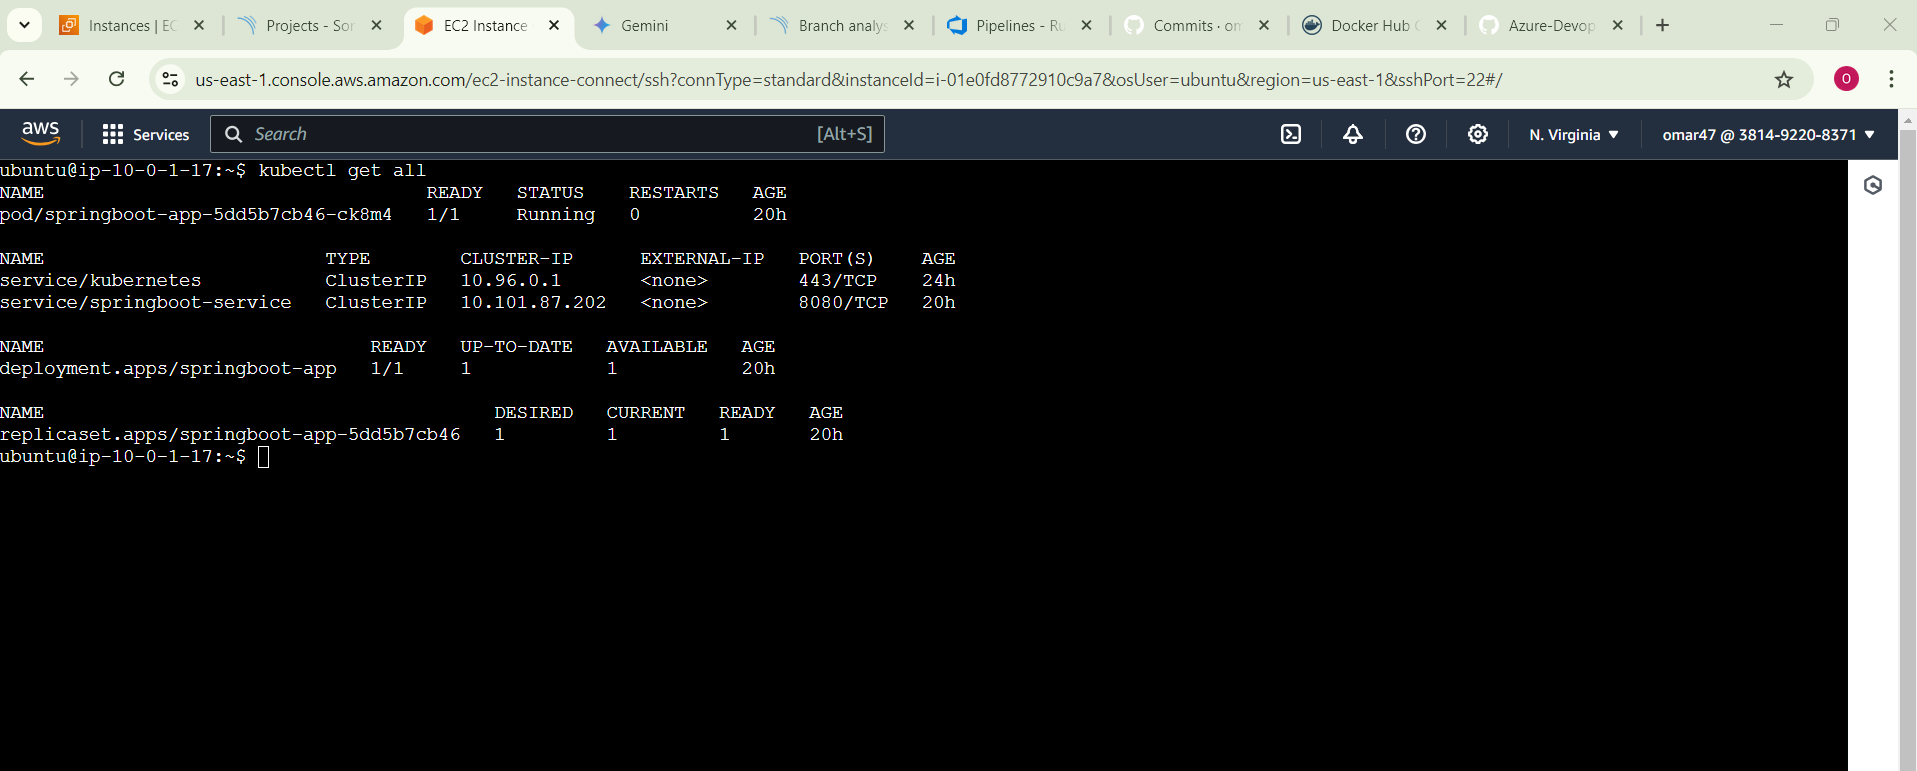 Instances | EC
Projects - Sor
EC2 Instance
Gemini
Branch analys
Pipelines - Ru
Commits · om
Docker Hub
Azure-Devop
us-east-1.console.aws.amazon.com/ec2-instance-connect/ssh?connType=standard&instanceId=i-01e0fd8772910c9a7&osUser=ubuntu&region=us-east-1&sshPort=22#/
O
aws
Services
Search
[Alt+S]
N. Virginia
omar47 @ 3814-9220-8371
ubuntu@ip-10-0-1-17:~$ kubectl get all
NAME READY STATUS RESTARTS AGE
pod/springboot-app-5dd5b7cb46-ck8m4 1/1 Running 0 20h
NAME TYPE CLUSTER-IP EXTERNAL-IP PORT(S) AGE
service/kubernetes ClusterIP 10.96.0.1 <none> 443/TCP 24h
service/springboot-service ClusterIP 10.101.87.202 <none> 8080/TCP 20h
NAME READY UP-TO-DATE AVAILABLE AGE
deployment.apps/springboot-app 1/1 1 1 20h
NAME DESIRED CURRENT READY AGE
replicaset.apps/springboot-app-5dd5b7cb46 1 1 1 20h
ubuntu@ip-10-0-1-17:~$